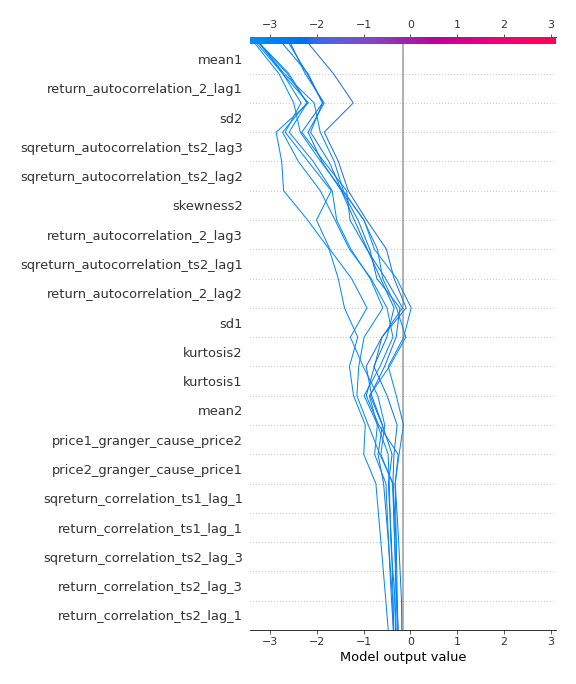 −3 −2 −1 0 1 2 3
mean1
return_autocorrelation_2_lag1
sd2
sqreturn_autocorrelation_ts2_lag3
sqreturn_autocorrelation_ts2_lag2
skewness2
return_autocorrelation_2_lag3
sqreturn_autocorrelation_ts2_lag1
return_autocorrelation_2_lag2
sd1
kurtosis2
kurtosis1
mean2
price1_granger_cause_price2
price2_granger_cause_price1
sqreturn_correlation_ts1_lag_1
return_correlation_ts1_lag_1
sqreturn_correlation_ts2_lag_3
return_correlation_ts2_lag_3
return_correlation_ts2_lag_1
−3 −2 −1 0 1 2 3
Model output value